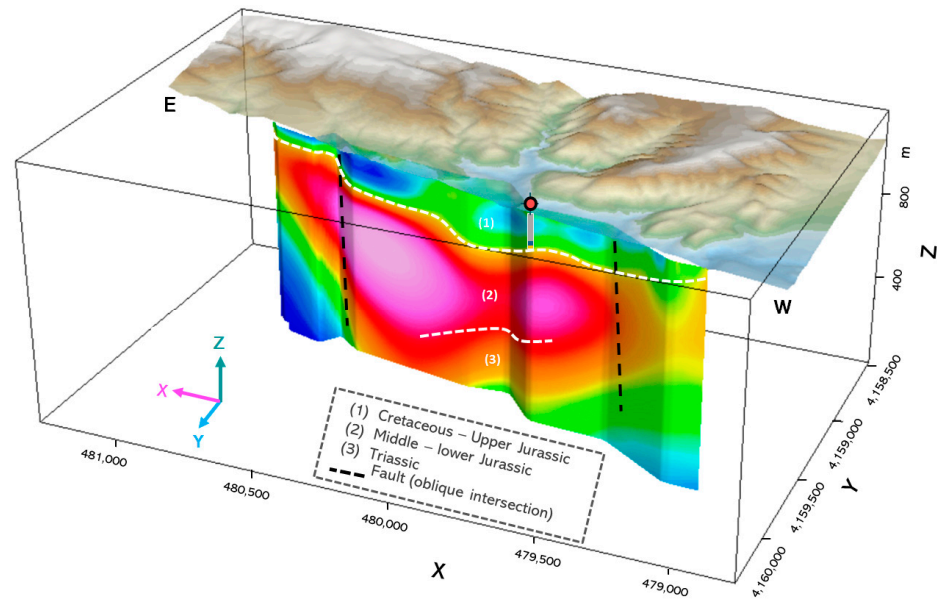 E
m
800
Z
400
W
(1)
(2)
(3)
Z
X
Y
(1) Cretaceous – Upper Jurassic
(2) Middle – lower Jurassic
(3) Triassic
Fault (oblique intersection)
481,000
480,500
480,000
479,500
479,000
X
4,158,500
4,159,000
4,159,500
4,160,000
Y